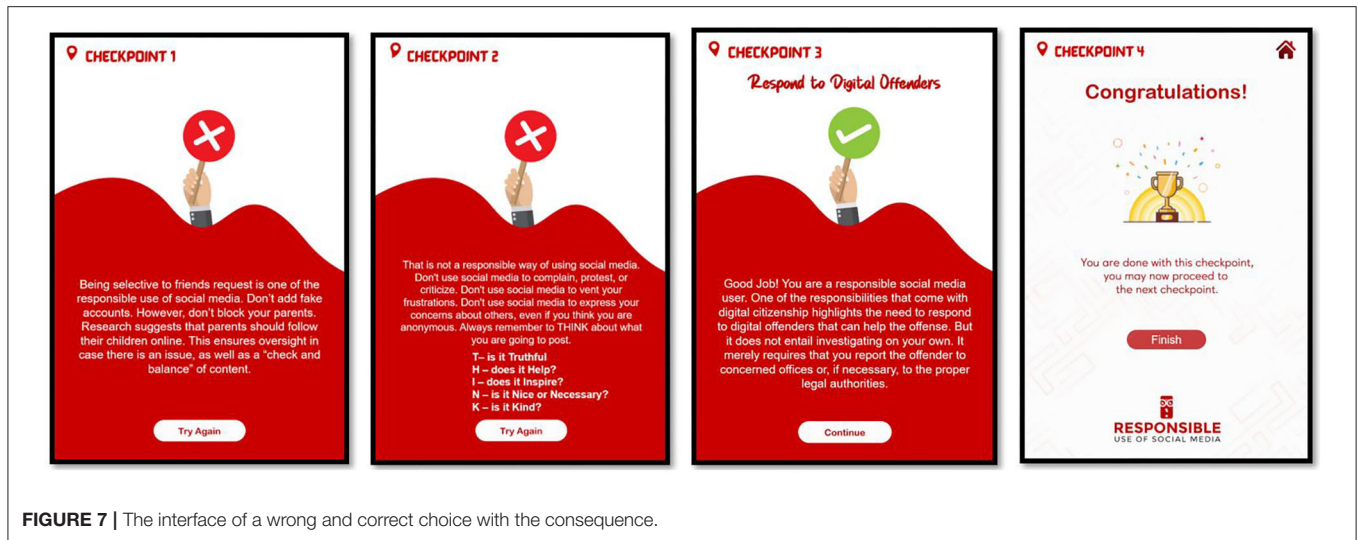 CHECKPOINT 1
Being selective to friends request is one of the
responsible use of social media. Don't add fake
accounts. However, don't block your parents.
Research suggests that parents should follow
their children online. This ensures oversight in
case there is an issue, as well as a "check and
balance" of content.
Try Again
CHECKPOINT 2
That is not a responsible way of using social media.
Don't use social media to complain, protest, or
criticize. Don't use social media to vent your
frustrations. Don't use social media to express your
concerns about others, even if you think you are
anonymous. Always remember to THINK about what
you are going to post.
T– is it Truthful
H – does it Help?
I – does it Inspire?
N – is it Nice or Necessary?
K – is it Kind?
Try Again
CHECKPOINT 3
Respond to Digital Offenders
Good Job! You are a responsible social media
user. One of the responsibilities that come with
digital citizenship highlights the need to respond
to digital offenders that can help the offense. But
it does not entail investigating on your own. It
merely requires that you report the offender to
concerned offices or, if necessary, to the proper
legal authorities.
Continue
CHECKPOINT 4
Congratulations!
You are done with this checkpoint,
you may now proceed to
the next checkpoint.
Finish
RESPONSIBLE
USE OF SOCIAL MEDIA
FIGURE 7 | The interface of a wrong and correct choice with the consequence.